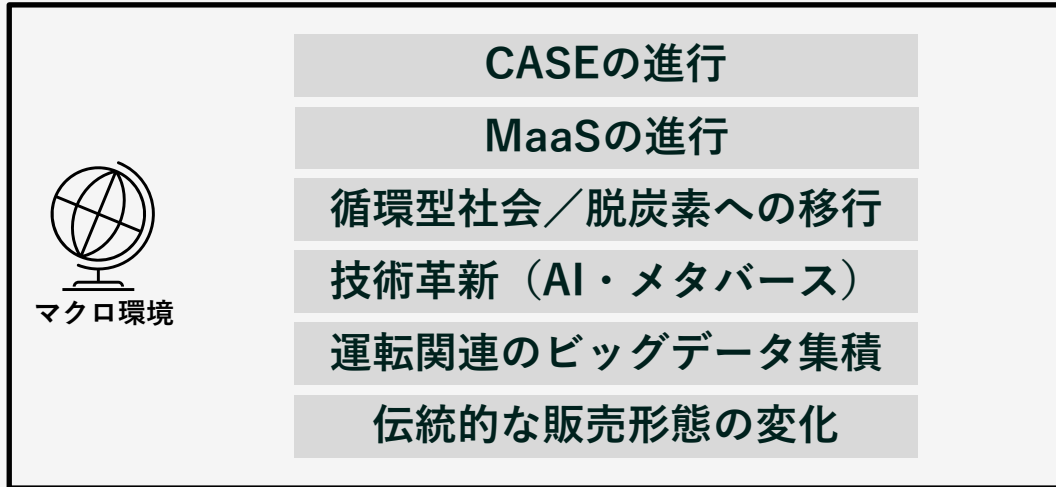 CASEの進行
MaaSの進行
循環型社会／脱炭素への移行
技術革新（AI・メタバース）
運転関連のビッグデータ集積
伝統的な販売形態の変化
マクロ環境